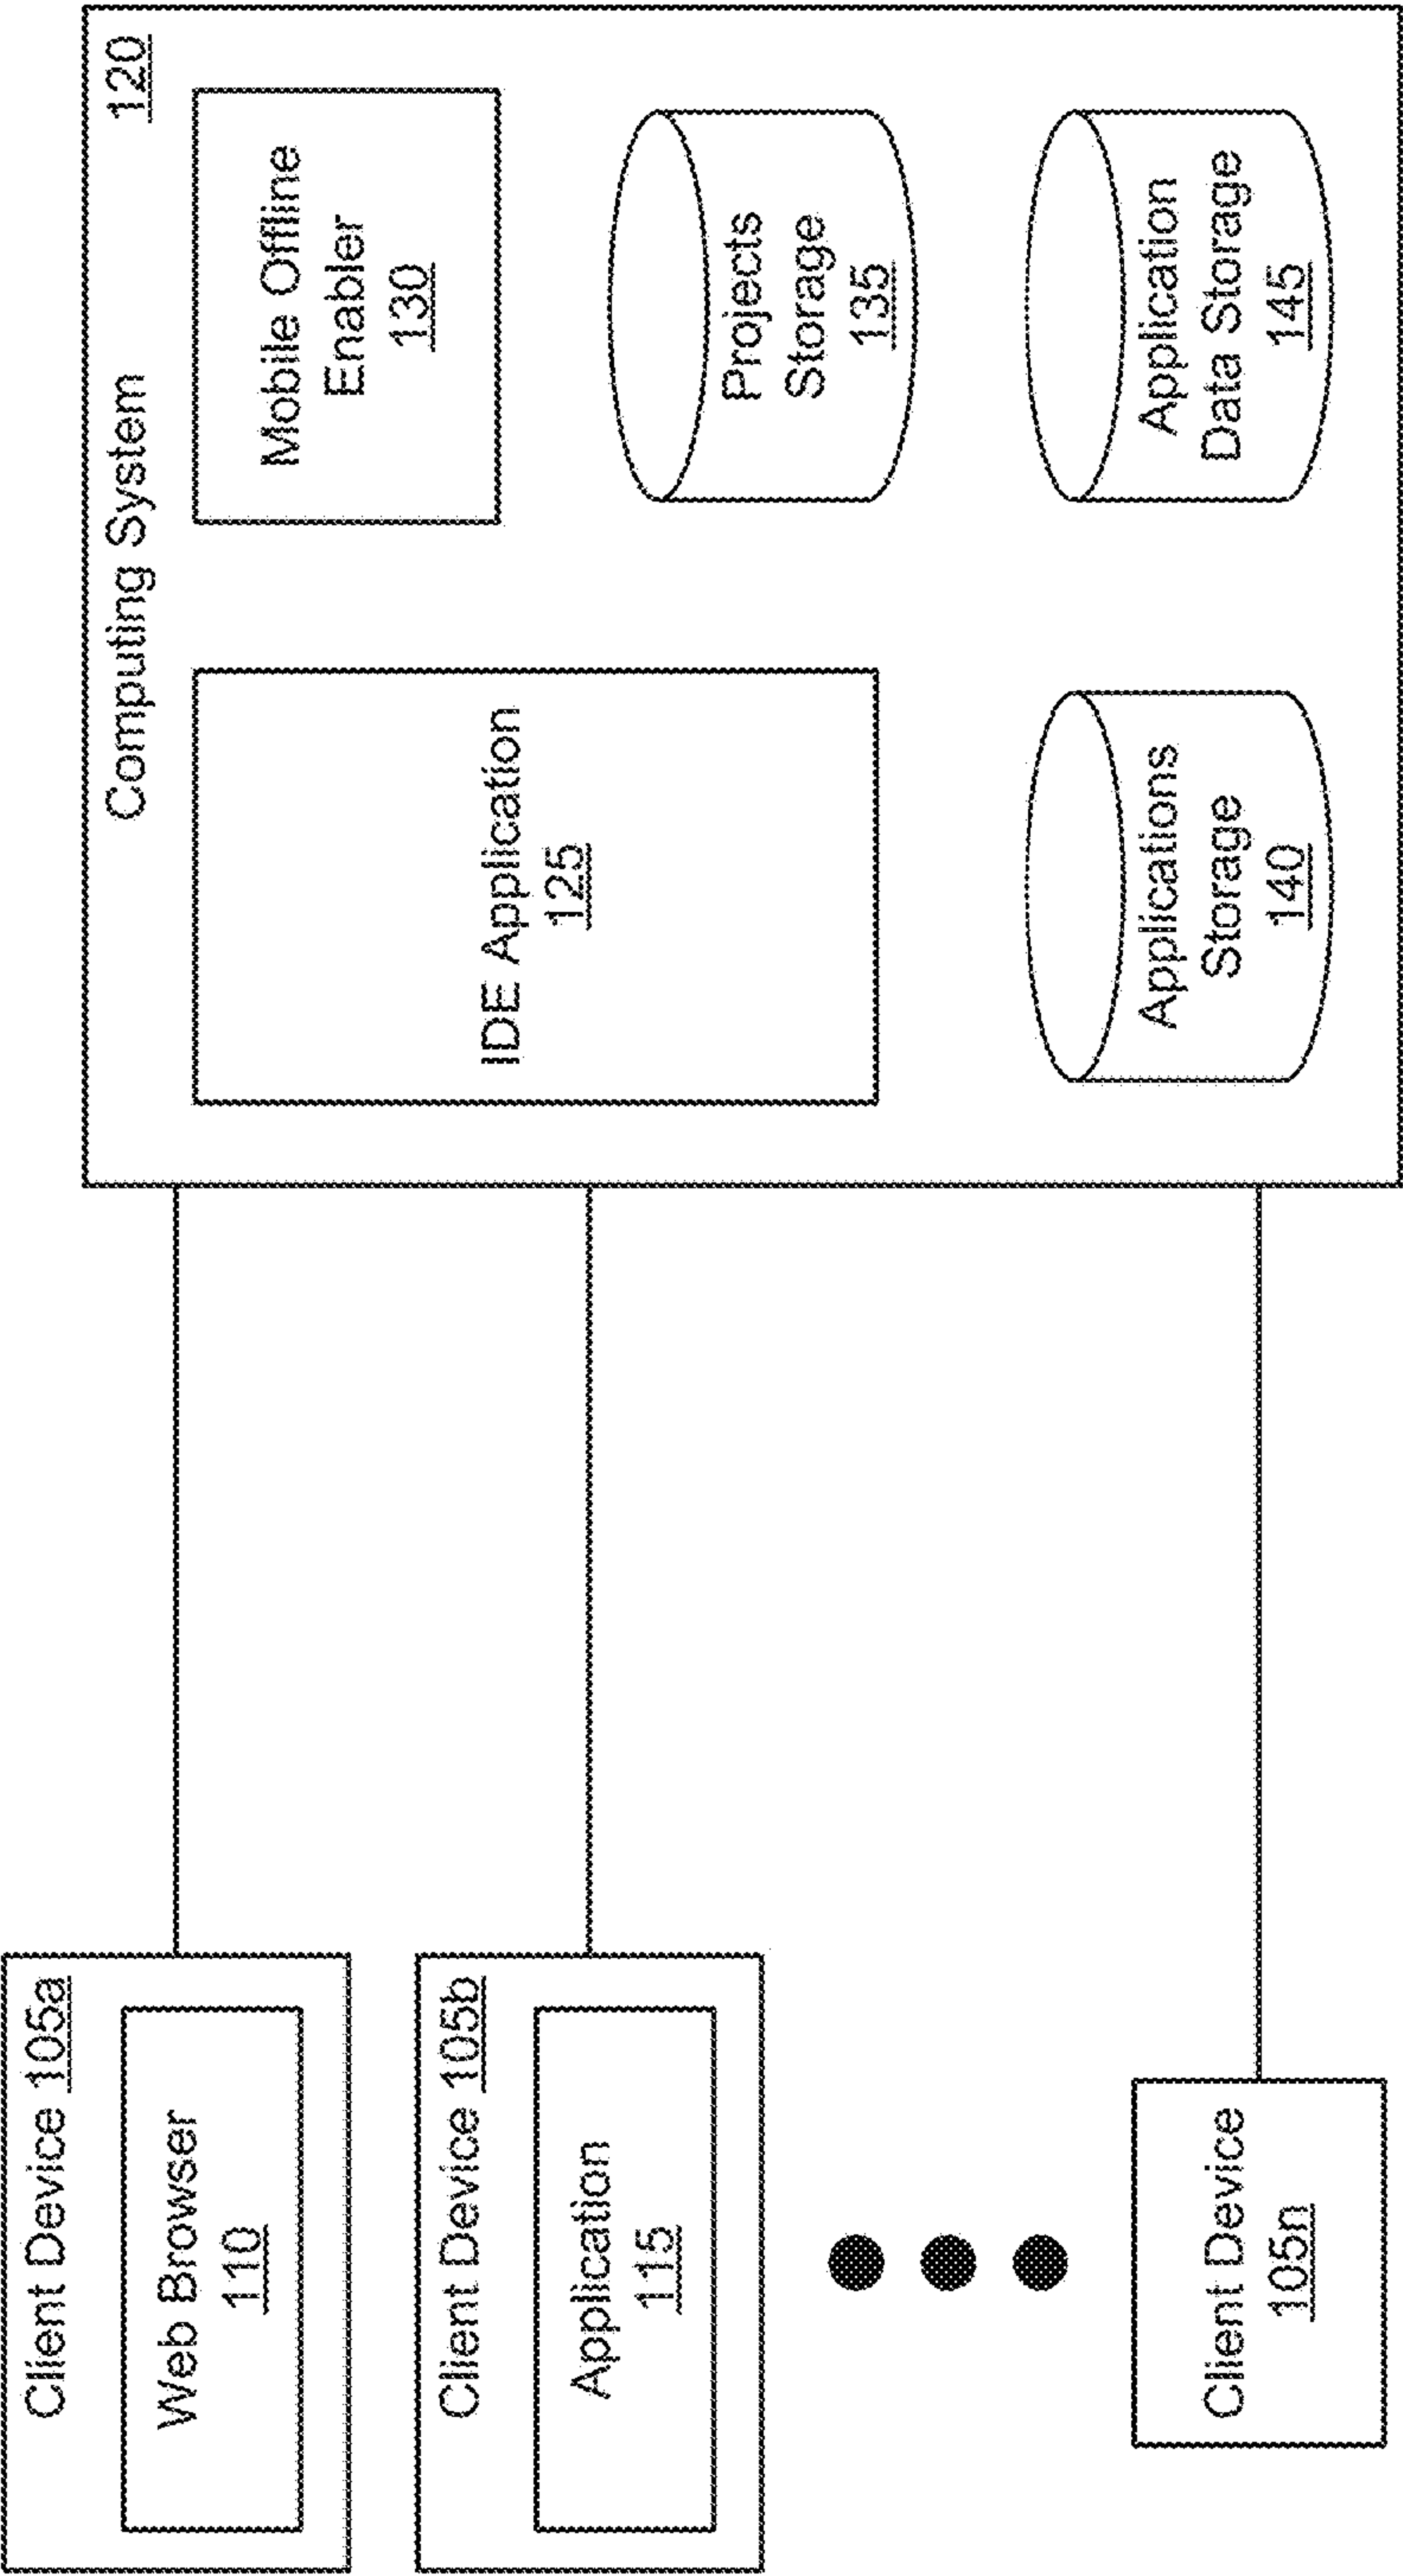 Client Device 105a
Web Browser
110
Client Device 105b
Application
115
Client Device
105n
Computing System
120
IDE Application
125
Mobile Offline
Enabler
130
Projects
Storage
135
Applications
Storage
140
Application
Data Storage
145